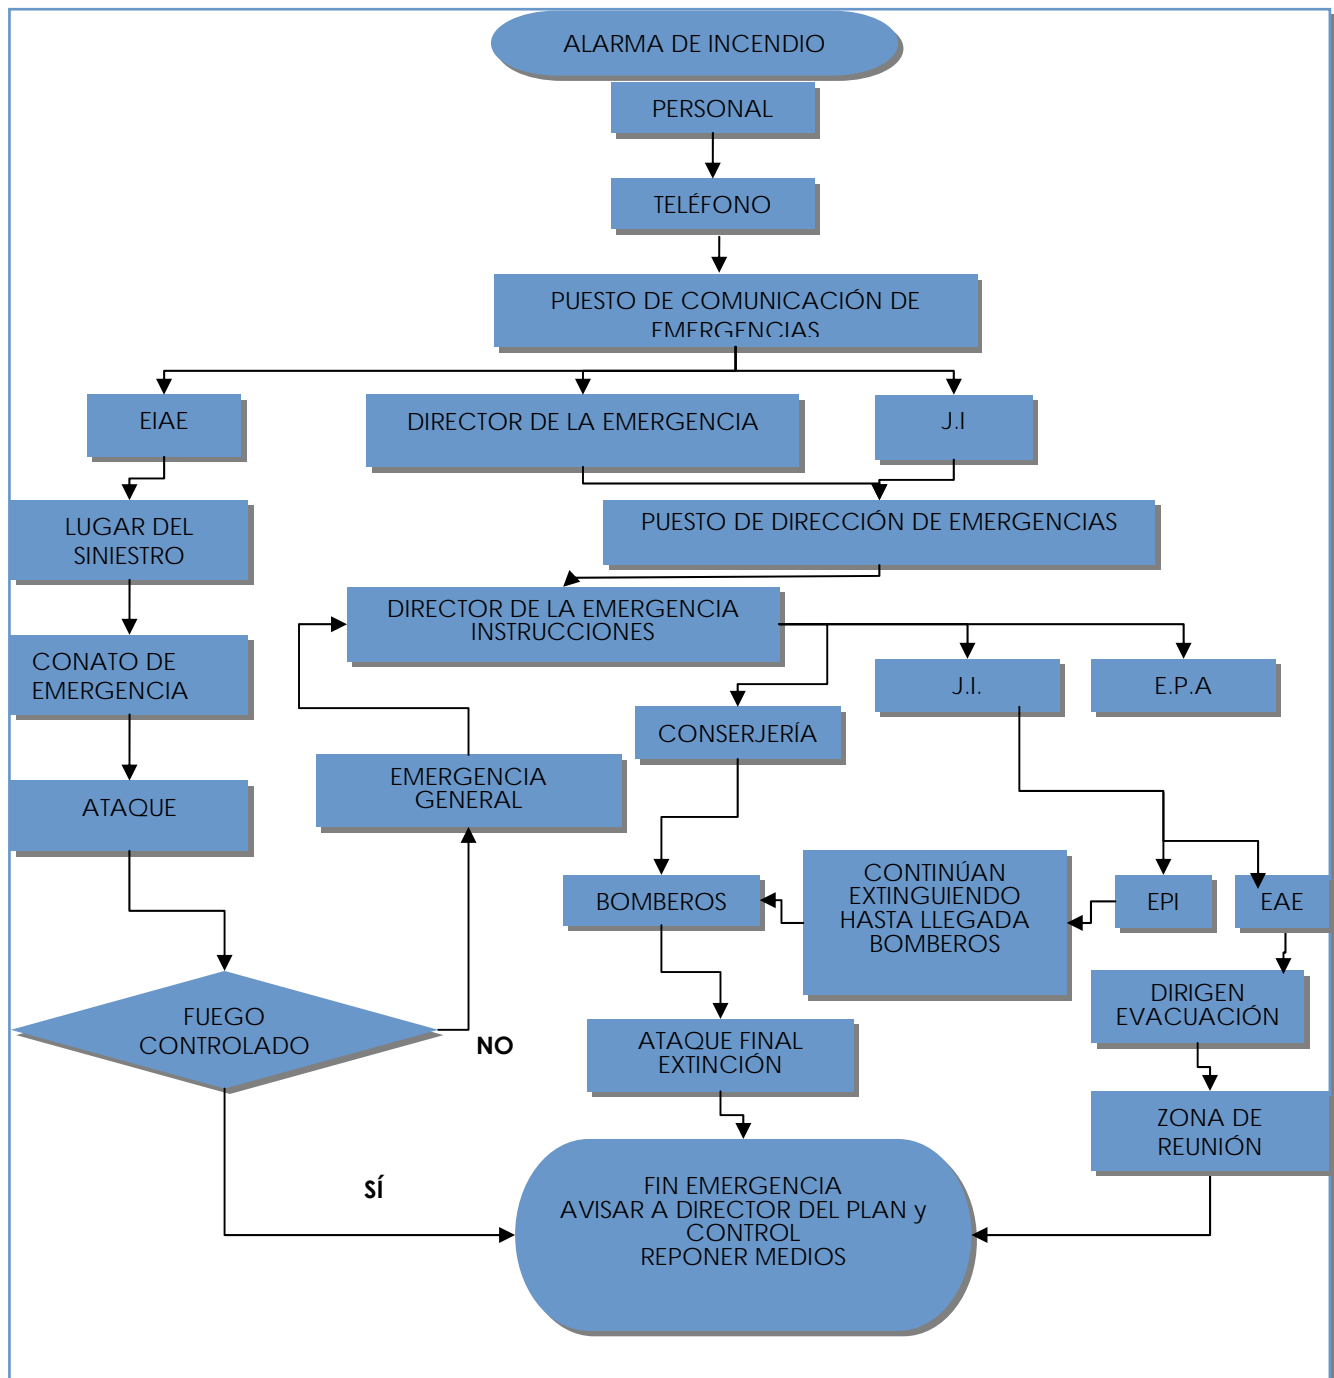 ALARMA DE INCENDIO
PERSONAL
TELÉFONO
PUESTO DE COMUNICACIÓN DE
EMERGENCIAS
EIAE
DIRECTOR DE LA EMERGENCIA
J.I
LUGAR DEL
SINIESTRO
PUESTO DE DIRECCIÓN DE EMERGENCIAS
DIRECTOR DE LA EMERGENCIA
INSTRUCCIONES
CONATO DE
EMERGENCIA
J.I.
E.P.A
CONSERJERÍA
EMERGENCIA
GENERAL
ATAQUE
BOMBEROS
CONTINÚAN
EXTINGUIENDO
HASTA LLEGADA
BOMBEROS
EPI
EAE
FUEGO
CONTROLADO
NO
DIRIGEN
EVACUACIÓN
ATAQUE FINAL
EXTINCIÓN
ZONA DE
REUNIÓN
SÍ
FIN EMERGENCIA
AVISAR A DIRECTOR DEL PLAN y
CONTROL
REPONER MEDIOS